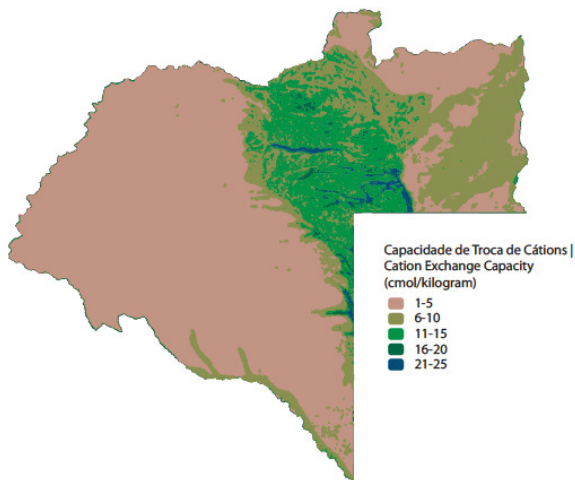 Capacidade de Troca de Cátions |
Cation Exchange Capacity
(cmol/kilogram)
1-5
6-10
11-15
16-20
21-25